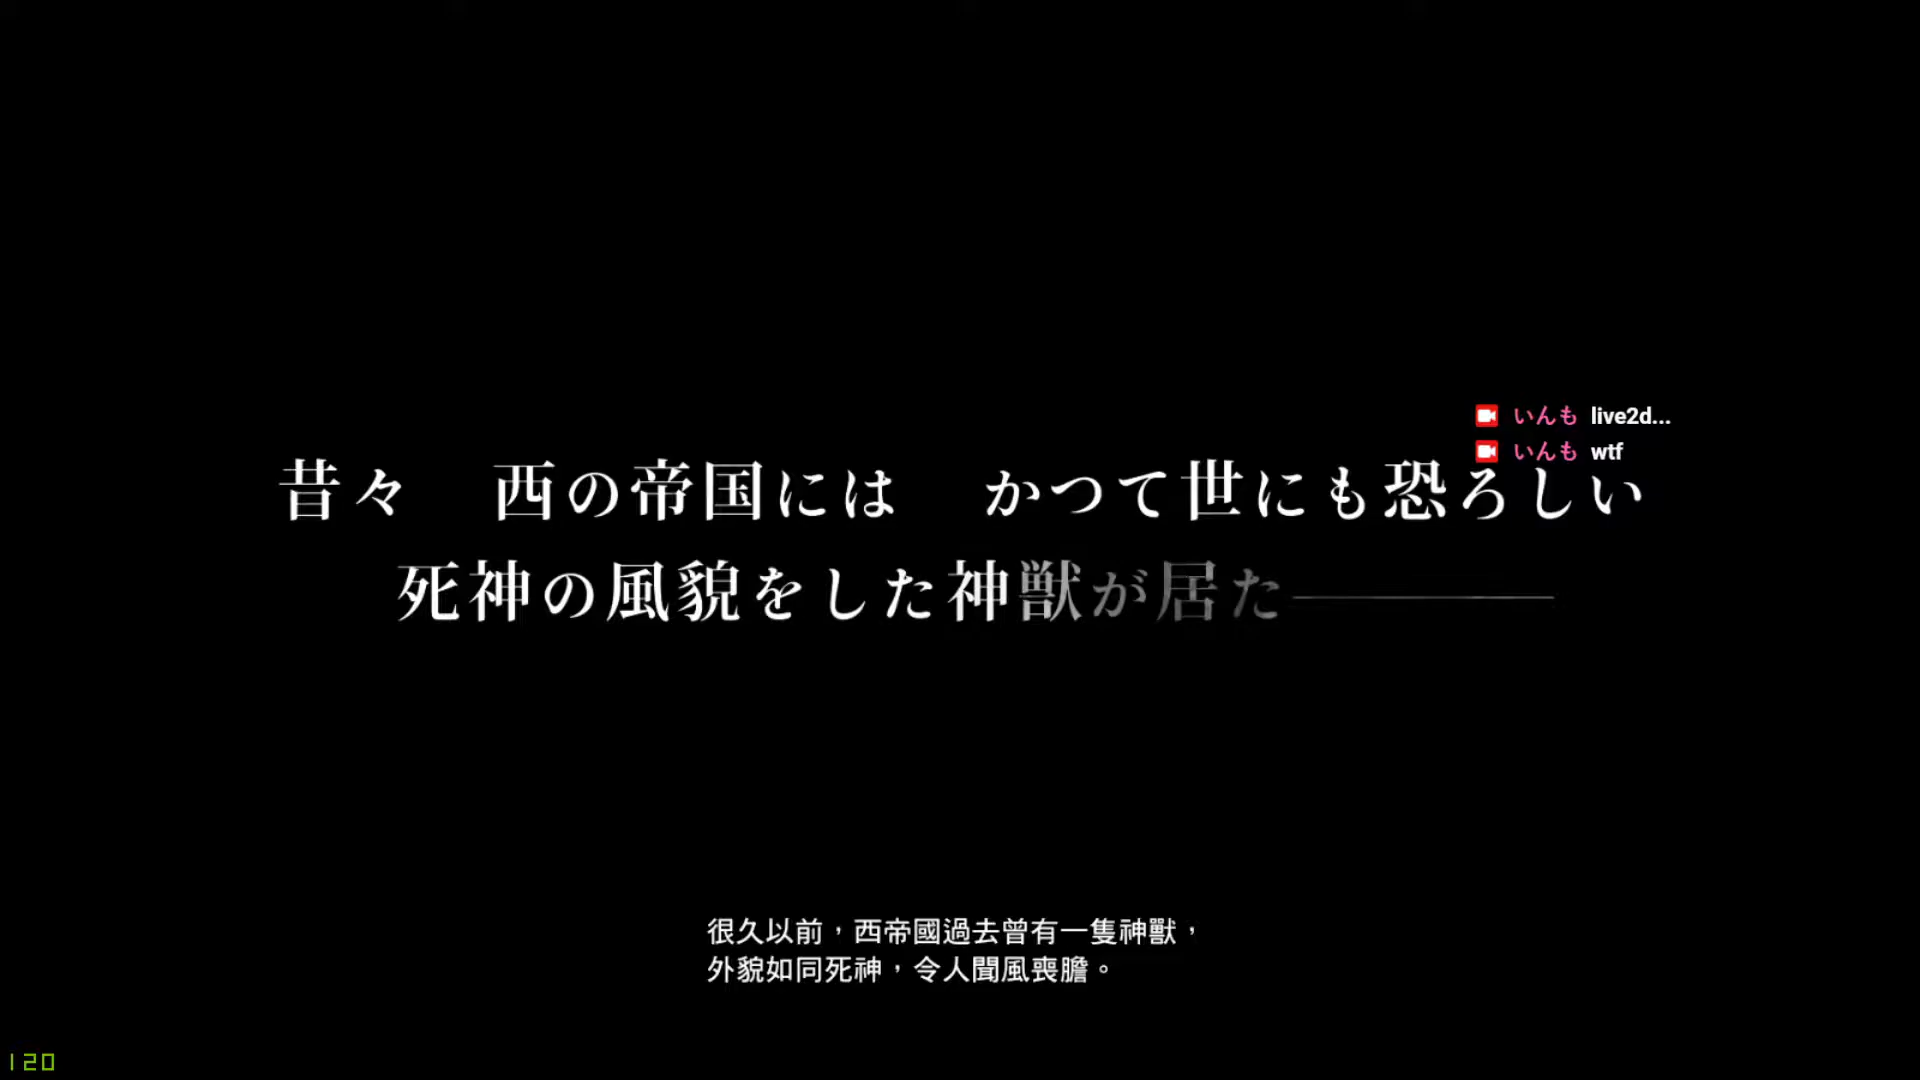 いんも live2d...
いんも wtf
昔々　西の帝国には　かつて世にも恐ろしい
死神の風貌をした神獣が居た————
很久以前，西帝國過去曾有一隻神獸，
外貌如同死神，令人聞風喪膽。
120